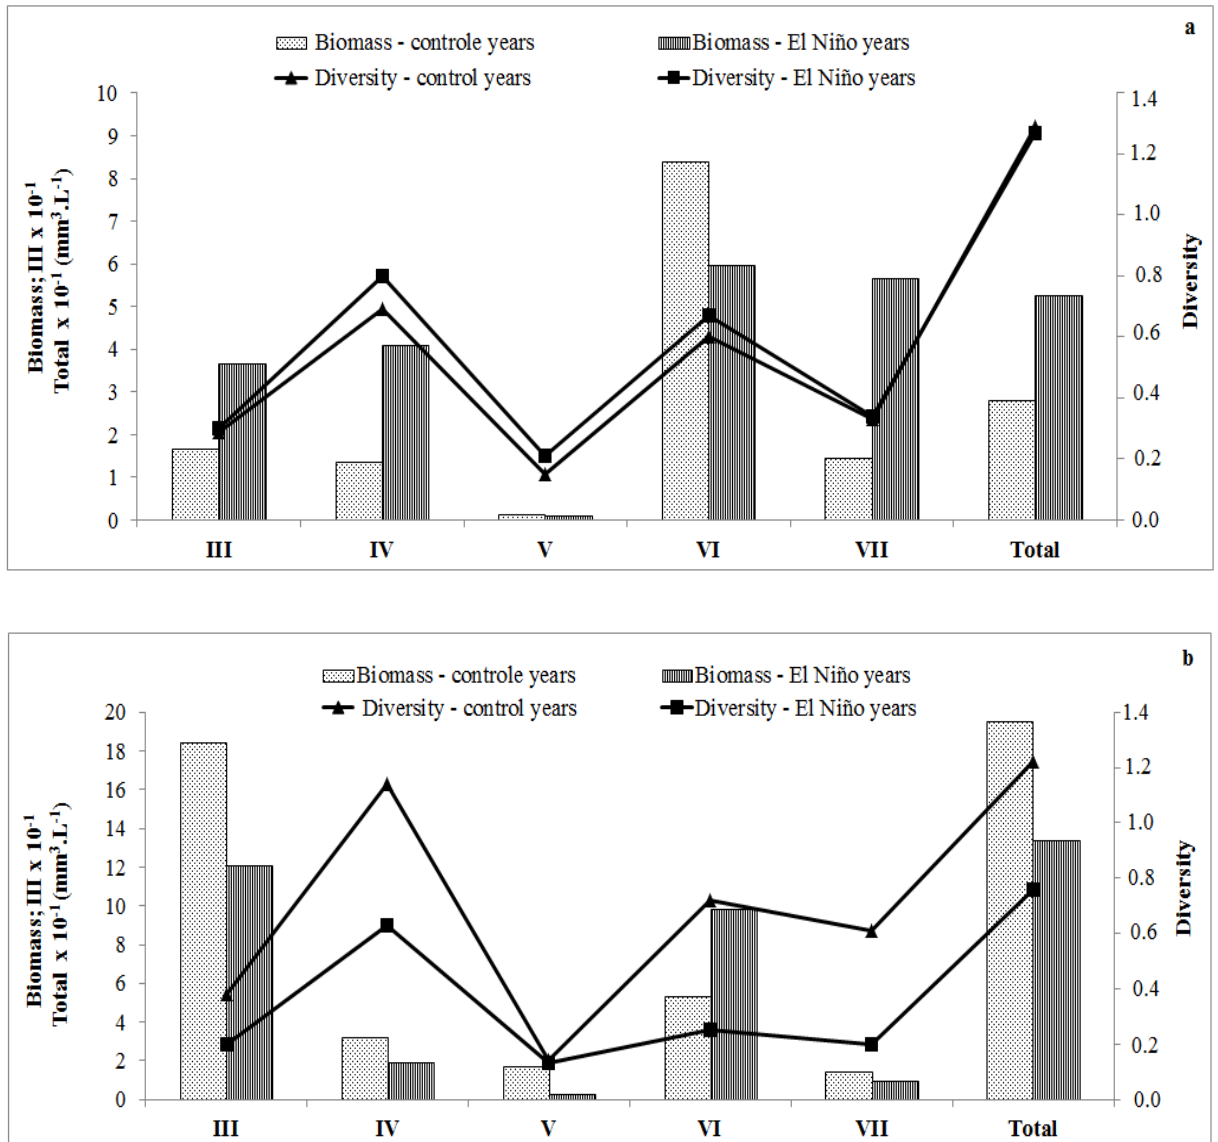 a
Biomass - controle years
Biomass - El Niño years
Diversity - control years
Diversity - El Niño years
Biomass; III x 10⁻¹
Total x 10⁻¹ (mm³.L⁻¹)
10
9
8
7
6
5
4
3
2
1
0
1.4
1.2
1.0
0.8
0.6
0.4
0.2
0.0
Diversity
III IV V VI VII Total
b
Biomass - controle years
Biomass - El Niño years
Diversity - control years
Diversity - El Niño years
Biomass; III x 10⁻¹
Total x 10⁻¹ (mm³.L⁻¹)
20
18
16
14
12
10
8
6
4
2
0
1.4
1.2
1.0
0.8
0.6
0.4
0.2
0.0
Diversity
III IV V VI VII Total